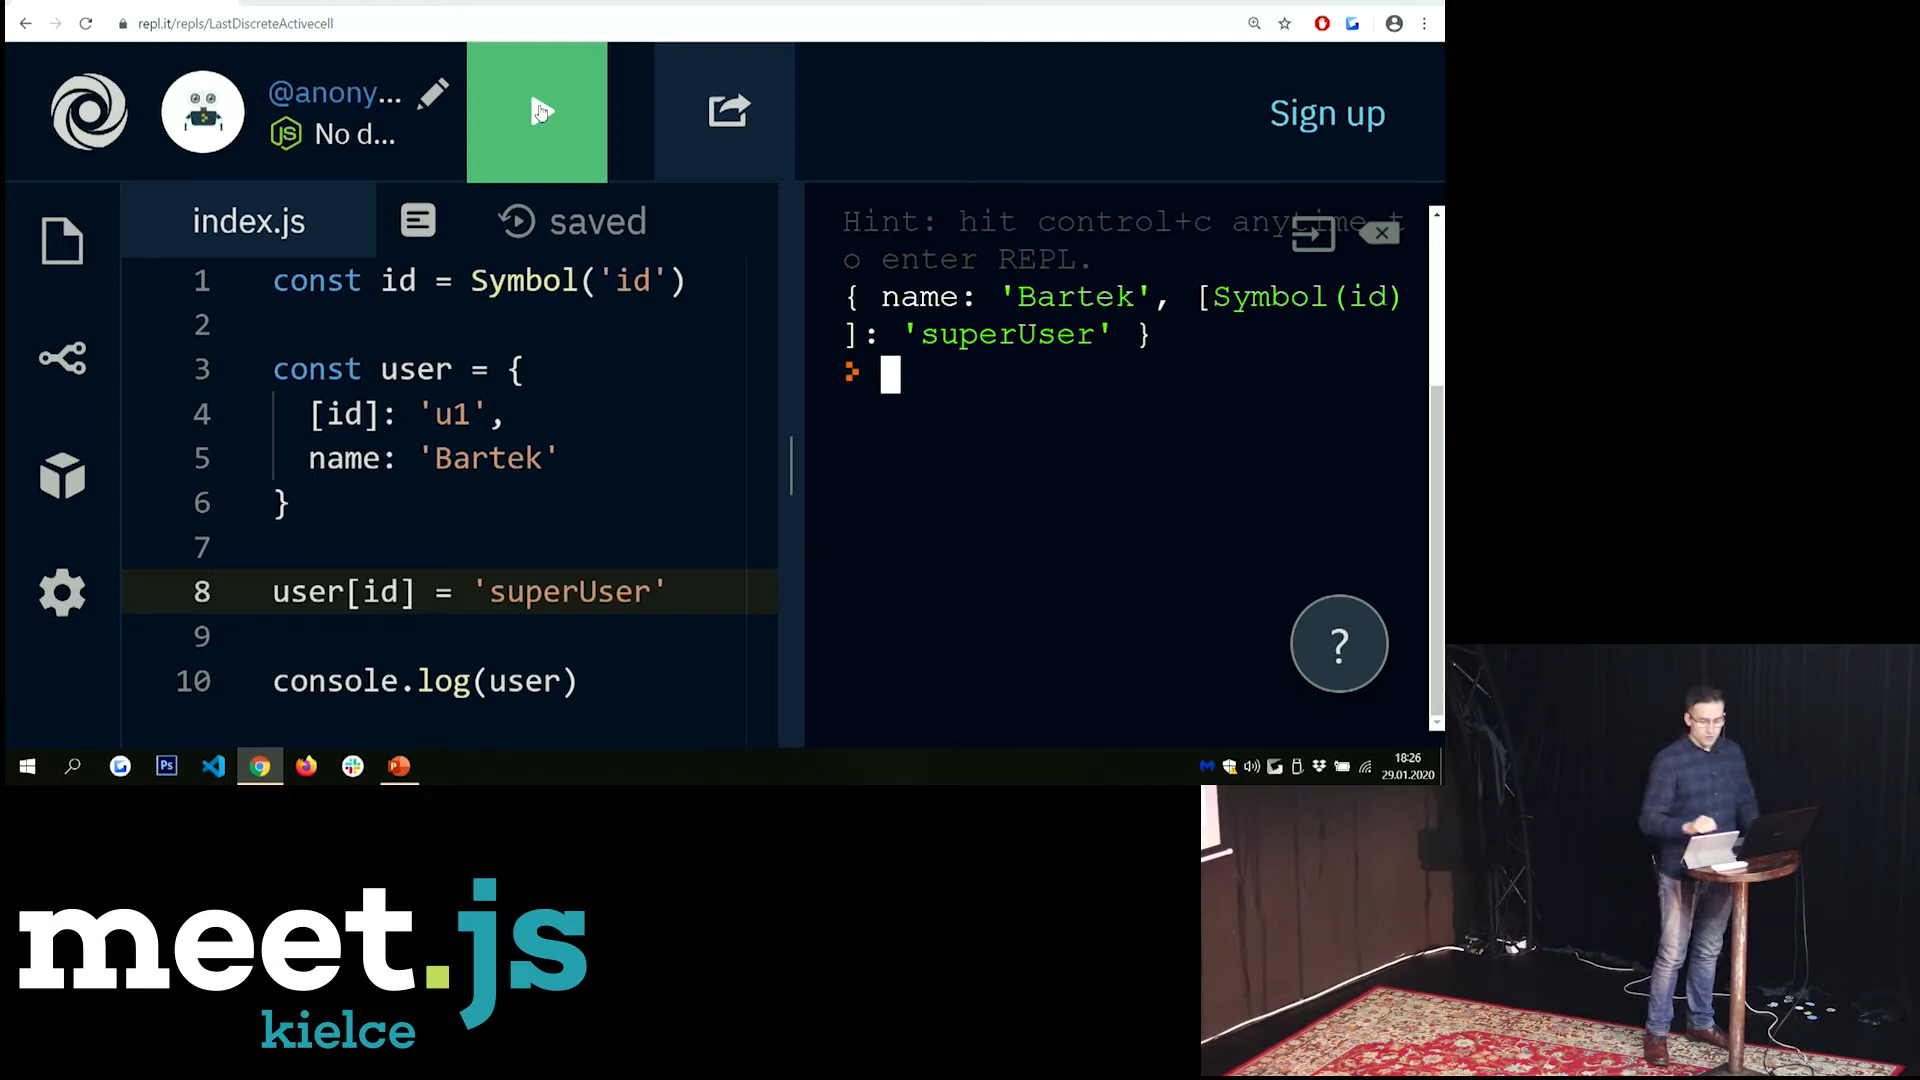 repl.it/repls/LastDiscreteActivecell
@anony...
JS No d...
Sign up
index.js
saved
1 const id = Symbol('id')
2
3 const user = {
4 [id]: 'u1',
5 name: 'Bartek'
6 }
7
8 user[id] = 'superUser'
9
10 console.log(user)
Hint: hit control+c anytime t
o enter REPL.
{ name: 'Bartek', [Symbol(id)
]: 'superUser' }
?
Ps
18:26
29.01.2020
meet.js
kielce